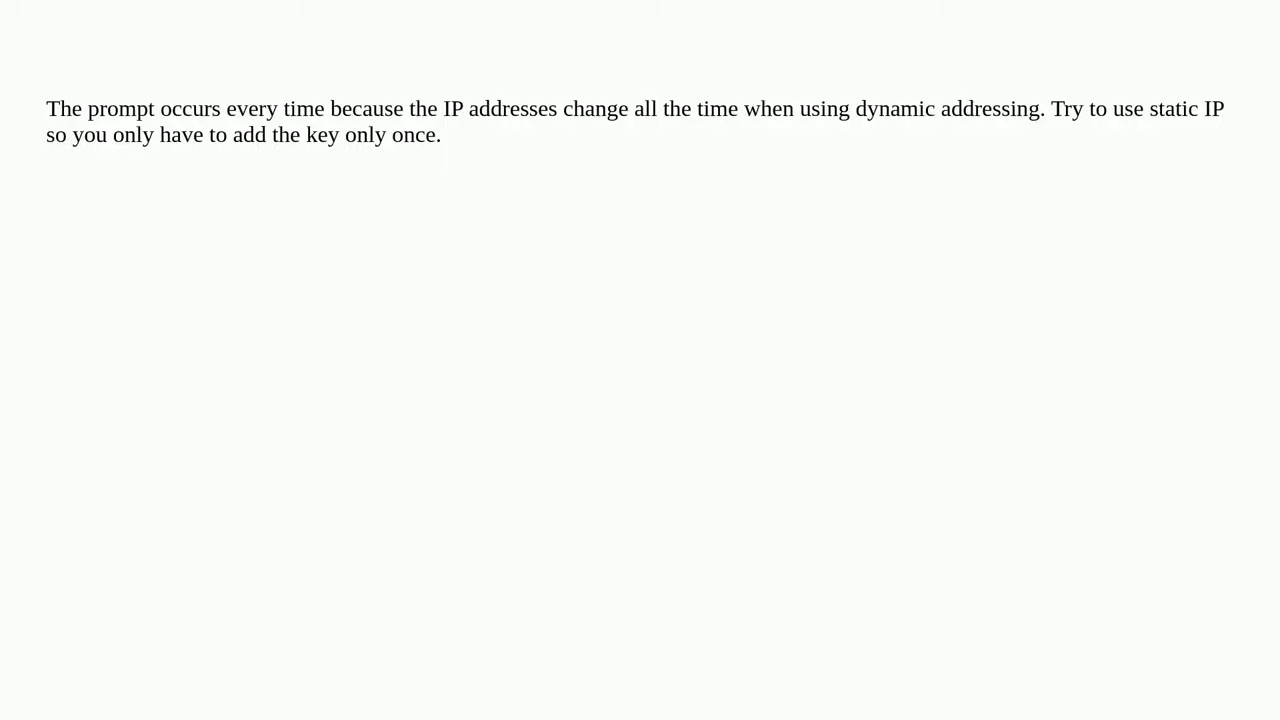 The prompt occurs every time because the IP addresses change all the time when using dynamic addressing. Try to use static IP
so you only have to add the key only once.